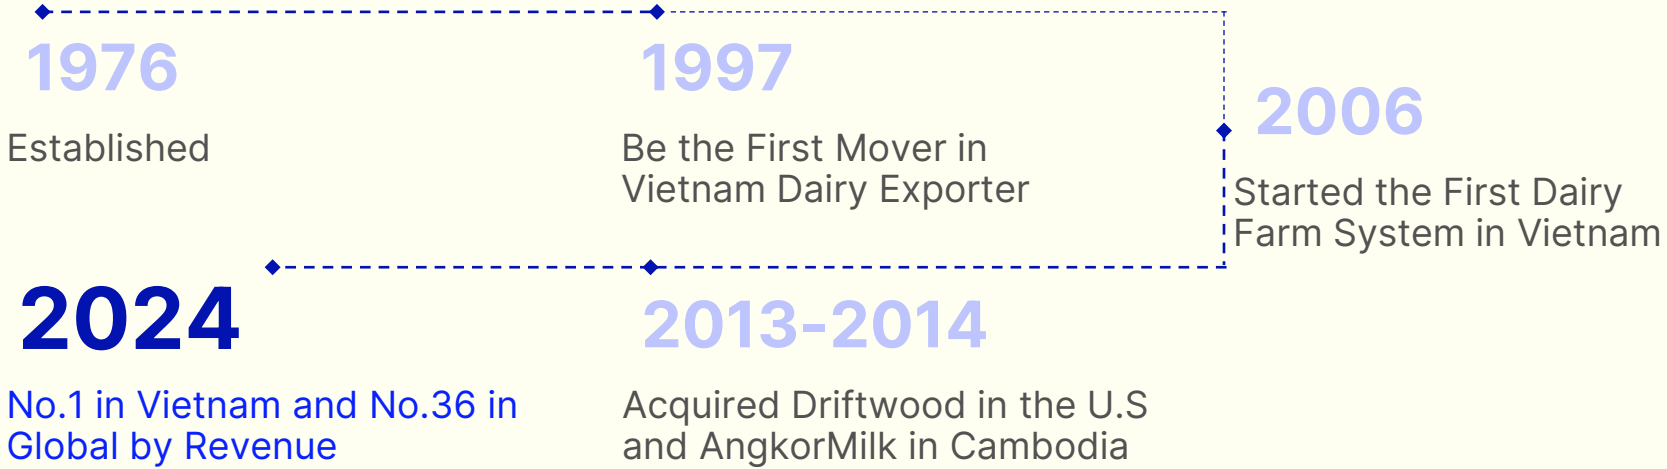 1976
Established
1997
Be the First Mover in
Vietnam Dairy Exporter
2006
Started the First Dairy
Farm System in Vietnam
2013-2014
Acquired Driftwood in the U.S
and AngkorMilk in Cambodia
2024
No.1 in Vietnam and No.36 in
Global by Revenue